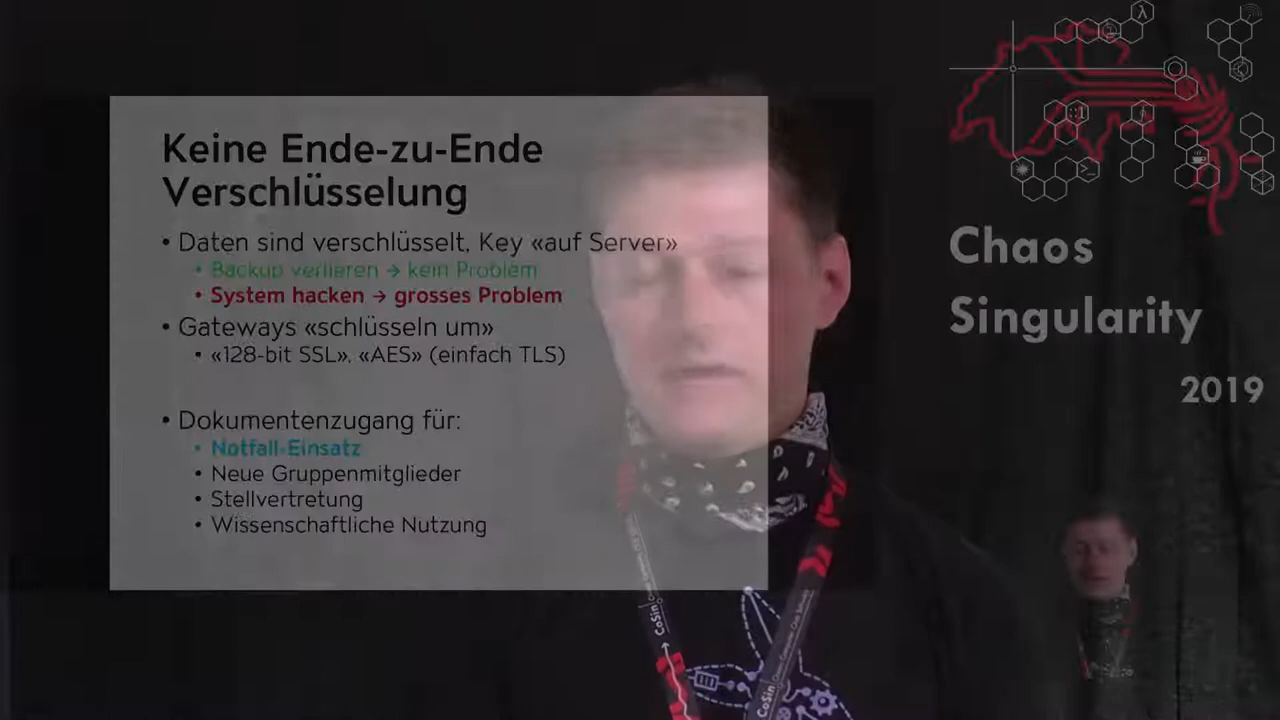 Keine Ende-zu-Ende
Verschlüsselung
• Daten sind verschlüsselt, Key «auf Server»
• Backup verlieren → kein Problem
• System hacken → grosses Problem
• Gateways «schlüsseln um»
• «128-bit SSL», «AES» (einfach TLS)
• Dokumentenzugang für:
• Notfall-Einsatz
• Neue Gruppenmitglieder
• Stellvertretung
• Wissenschaftliche Nutzung
Chaos
Singularity
2019
CoSin
CoSin